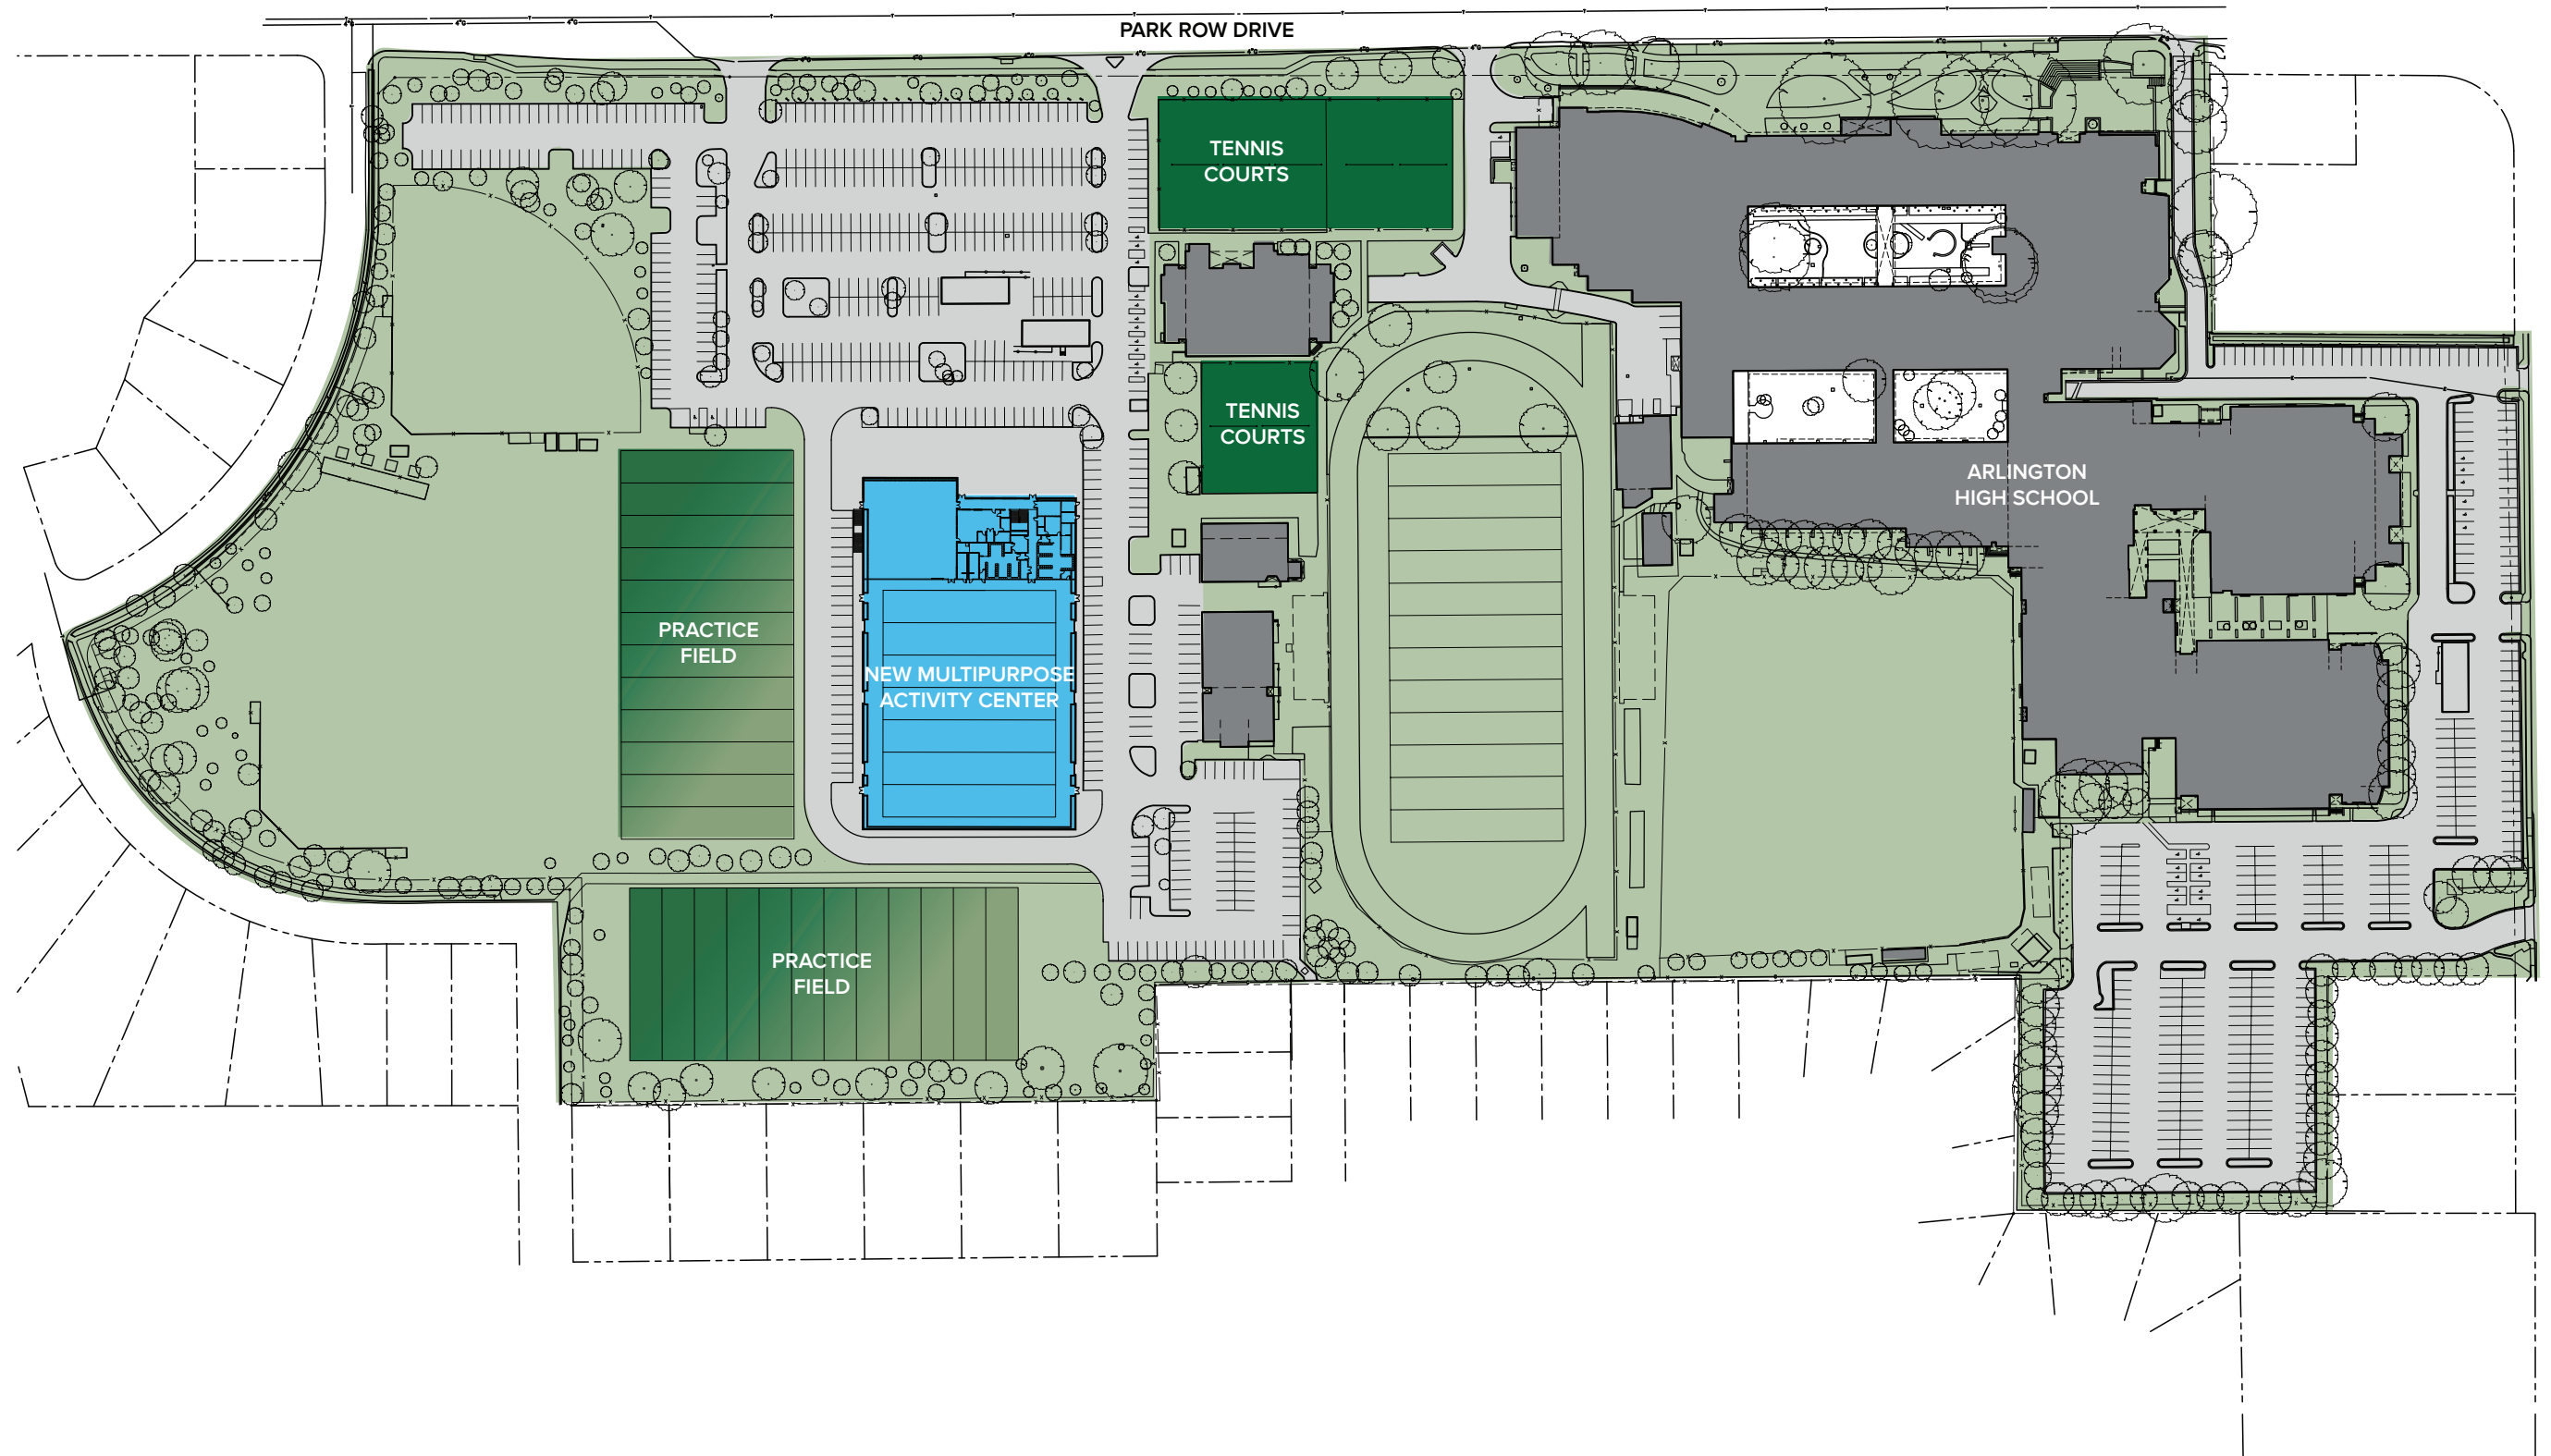 PARK ROW DRIVE
TENNIS
COURTS
TENNIS
COURTS
ARLINGTON
HIGH SCHOOL
PRACTICE
FIELD
NEW MULTIPURPOSE
ACTIVITY CENTER
PRACTICE
FIELD